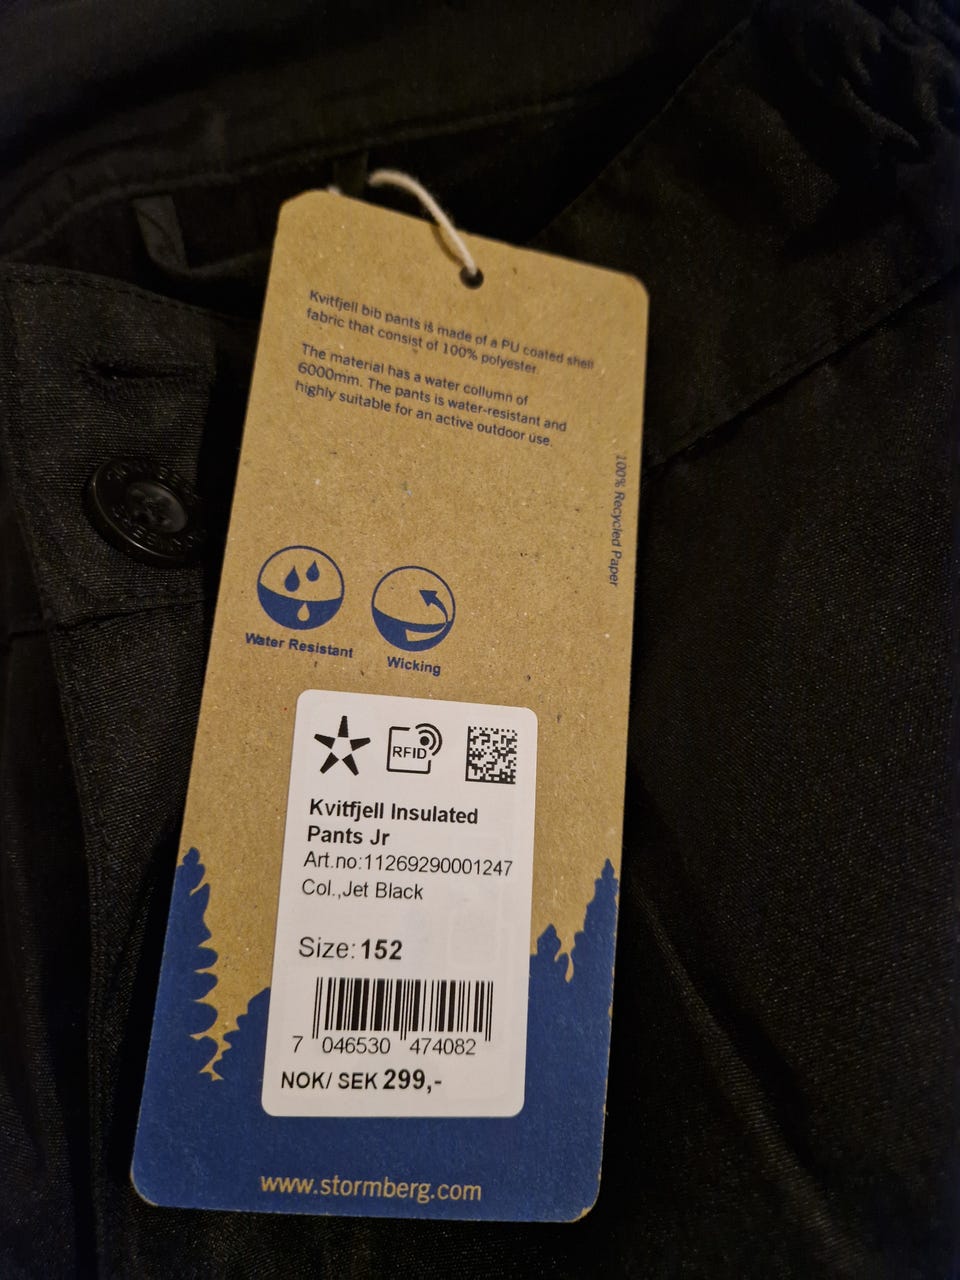 Kvitfjell bib pants is made of a PU coated shell
fabric that consist of 100% polyester.
The material has a water collumn of
6000mm. The pants is water-resistant and
highly suitable for an active outdoor use.
100% Recycled Paper
Water Resistant
Wicking
RFID
Kvitfjell Insulated
Pants Jr
Art.no:11269290001247
Col.,Jet Black
Size: 152
7 046530 474082
NOK/ SEK 299,-
www.stormberg.com